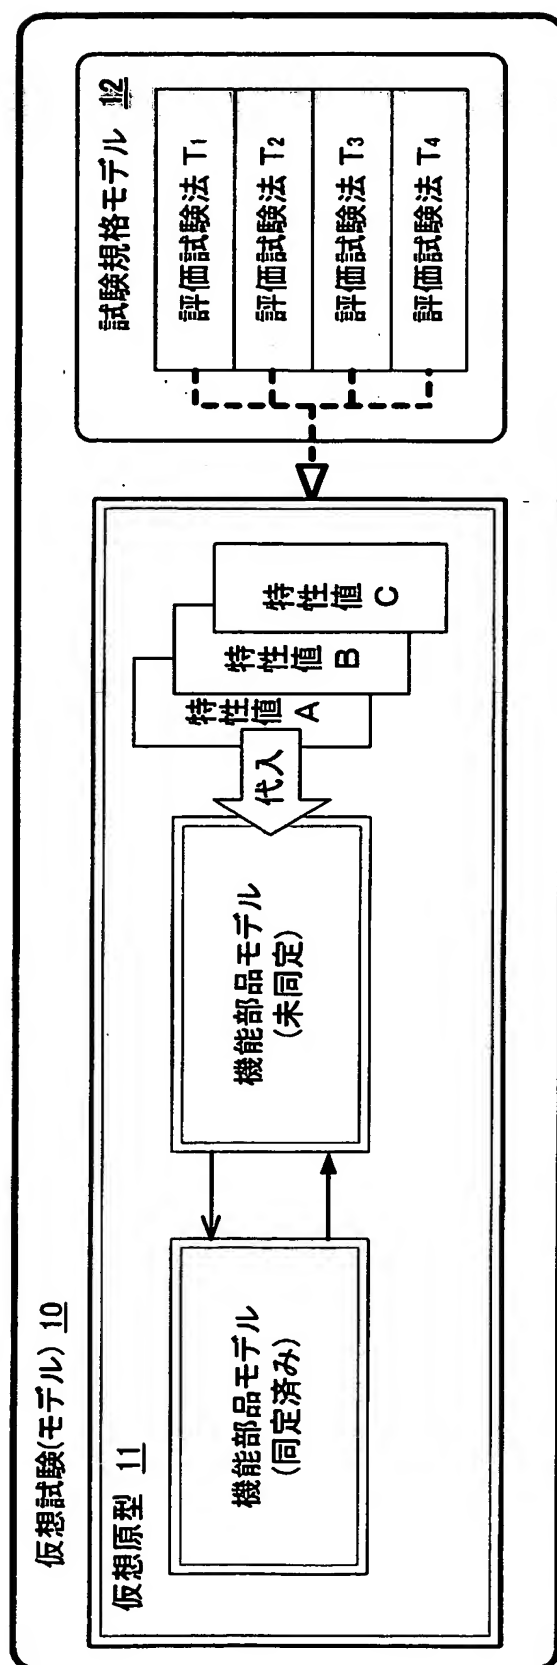 仮想試験(モデル) 10
仮想原型 11
機能部品モデル
(同定済み)
機能部品モデル
(未同定)
代入
特性値 A
特性値 B
特性値 C
試験規格モデル 12
評価試験法 T1
評価試験法 T2
評価試験法 T3
評価試験法 T4